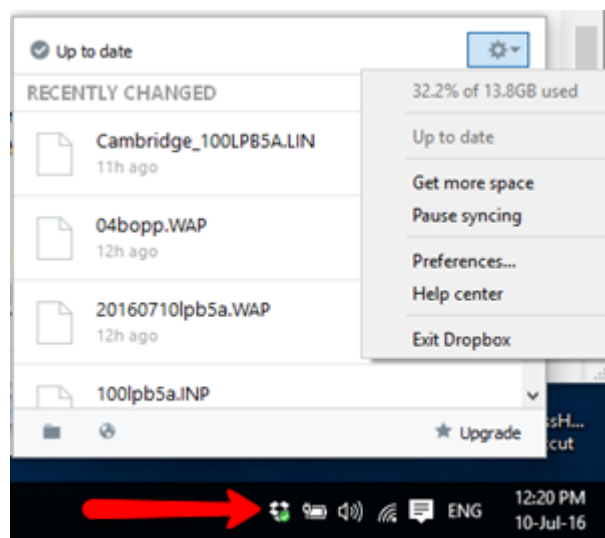 Up to date
RECENTLY CHANGED
Cambridge_100LPB5A.LIN
11h ago
04bopp.WAP
12h ago
20160710lpb5a.WAP
12h ago
100lpb5a.INP
Upgrade
32.2% of 13.8GB used
Up to date
Get more space
Pause syncing
Preferences...
Help center
Exit Dropbox
ssH...
cut
ENG
12:20 PM
10-Jul-16